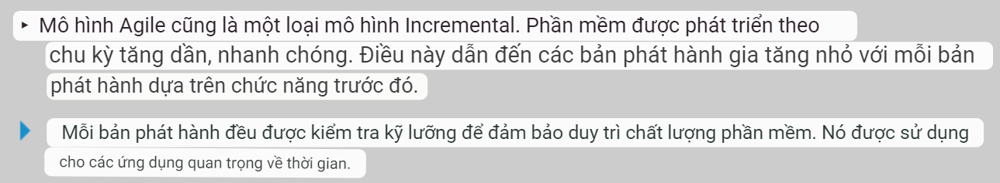 Mô hình Agile cũng là một loại mô hình Incremental. Phần mềm được phát triển theo
chu kỳ tăng dần, nhanh chóng. Điều này dẫn đến các bản phát hành gia tăng nhỏ với mỗi bản
phát hành dựa trên chức năng trước đó.
Mỗi bản phát hành đều được kiểm tra kỹ lưỡng để đảm bảo duy trì chất lượng phần mềm. Nó được sử dụng
cho các ứng dụng quan trọng về thời gian.